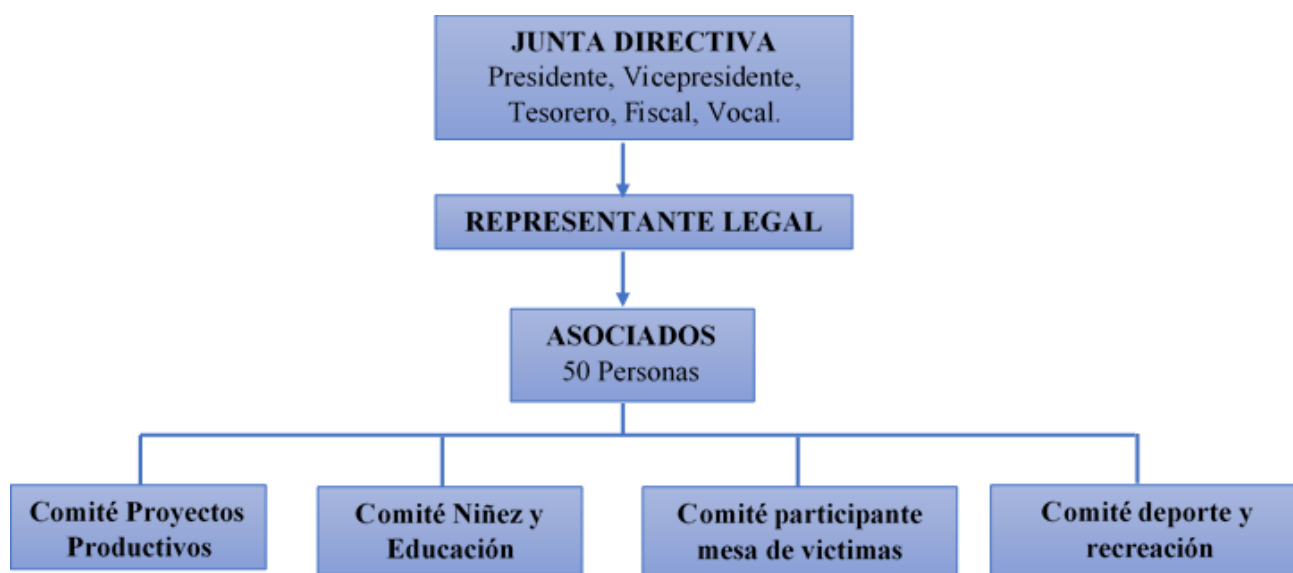 JUNTA DIRECTIVA
Presidente, Vicepresidente,
Tesorero, Fiscal, Vocal.
REPRESENTANTE LEGAL
ASOCIADOS
50 Personas
Comité Proyectos
Productivos
Comité Niñez y
Educación
Comité participante
mesa de victimas
Comité deporte y
recreación